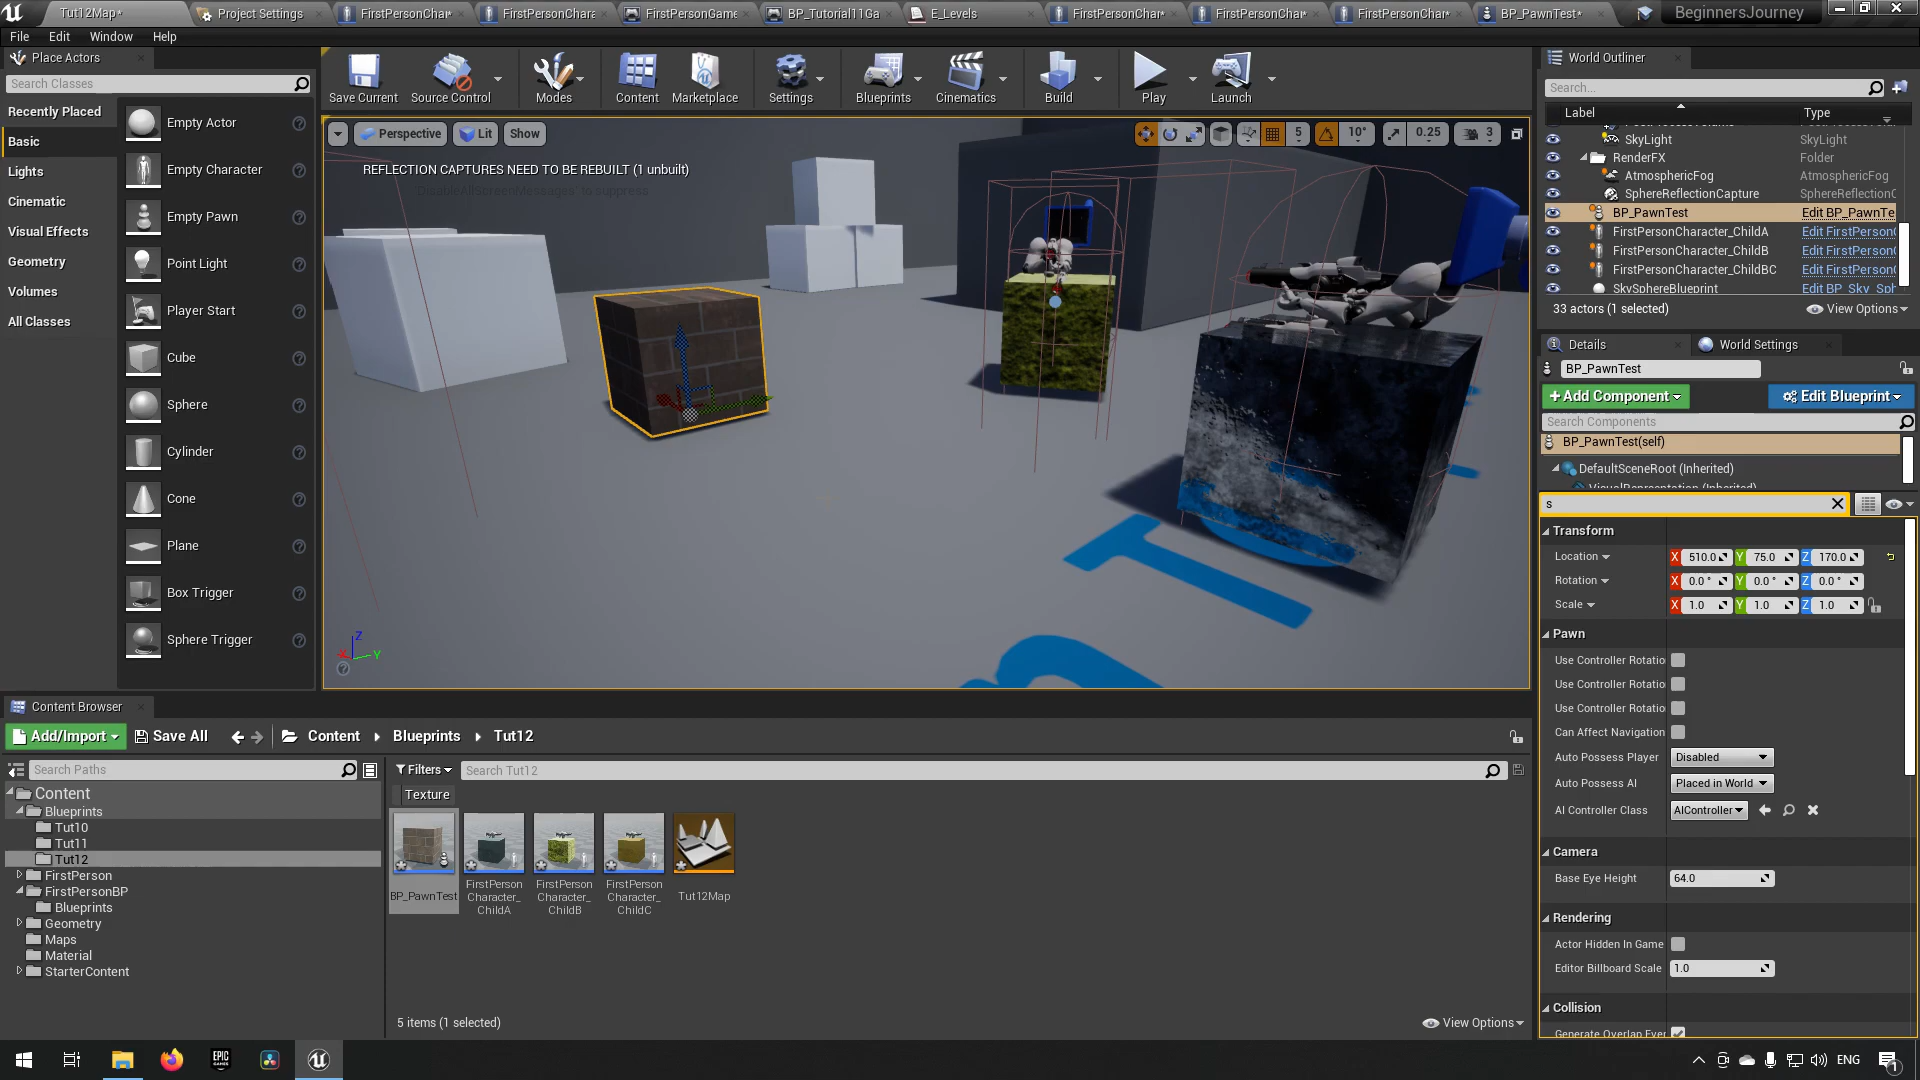 Tut12Map*
Project Settings
FirstPersonChar*
FirstPersonChara
FirstPersonGame
BP_Tutorial11Ga
E_Levels
FirstPersonChar*
FirstPersonChar*
FirstPersonChar*
BP_PawnTest*
BeginnersJourney
File
Edit
Window
Help
Place Actors
Search Classes
Recently Placed
Basic
Lights
Cinematic
Visual Effects
Geometry
Volumes
All Classes
Empty Actor
Empty Character
Empty Pawn
Point Light
Player Start
Cube
Sphere
Cylinder
Cone
Plane
Box Trigger
Sphere Trigger
Save Current
Source Control
Modes
Content
Marketplace
Settings
Blueprints
Cinematics
Build
Play
Launch
Perspective
Lit
Show
5
10°
0.25
3
REFLECTION CAPTURES NEED TO BE REBUILT (1 unbuilt)
'DisableAllScreenMessages' to suppress
Z
X
Y
World Outliner
Search...
Label
Type
SkyLight
SkyLight
RenderFX
Folder
AtmosphericFog
AtmosphericFog
SphereReflectionCapture
SphereReflectionC
BP_PawnTest
Edit BP_PawnTe
FirstPersonCharacter_ChildA
Edit FirstPerson
FirstPersonCharacter_ChildB
Edit FirstPerson
FirstPersonCharacter_ChildBC
Edit FirstPerson
SkySphereBlueprint
Edit BP_Sky_Sph
33 actors (1 selected)
View Options
Details
World Settings
BP_PawnTest
+Add Component
Edit Blueprint
Search Components
BP_PawnTest(self)
DefaultSceneRoot (Inherited)
VisualRepresentation (Inherited)
s
Transform
Location
X
510.0
Y
75.0
Z
170.0
Rotation
X
0.0 °
Y
0.0 °
Z
0.0 °
Scale
X
1.0
Y
1.0
Z
1.0
Pawn
Use Controller Rotatio
Use Controller Rotatio
Use Controller Rotatio
Can Affect Navigation
Auto Possess Player
Disabled
Auto Possess AI
Placed in World
AI Controller Class
AIController
Camera
Base Eye Height
64.0
Rendering
Actor Hidden In Game
Editor Billboard Scale
1.0
Collision
Generate Overlap Ever
Content Browser
Add/Import
Save All
Content
Blueprints
Tut12
Search Paths
Content
Blueprints
Tut10
Tut11
Tut12
FirstPerson
FirstPersonBP
Blueprints
Geometry
Maps
Material
StarterContent
Filters
Search Tut12
Texture
BP_PawnTest
FirstPerson
Character_
ChildA
FirstPerson
Character_
ChildB
FirstPerson
Character_
ChildC
Tut12Map
5 items (1 selected)
View Options
EPIC
GAMES
ENG
1